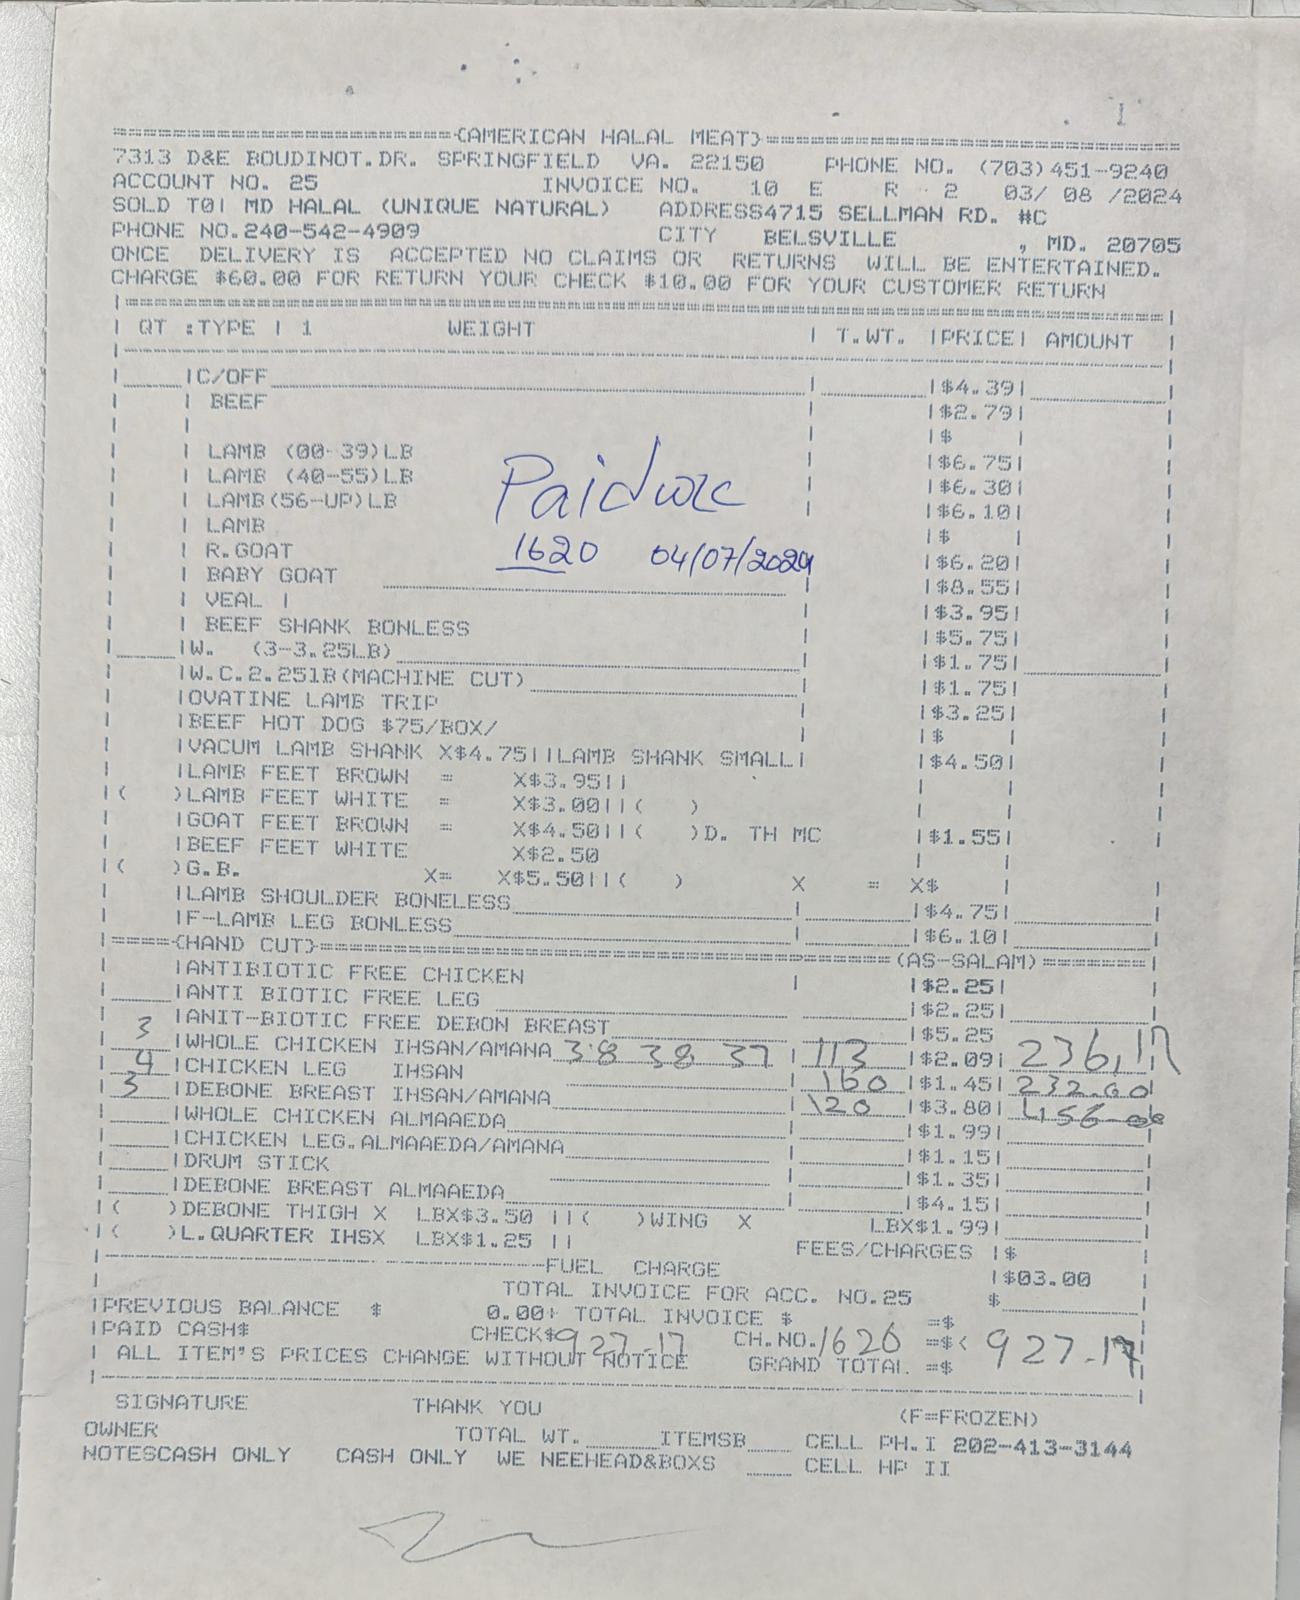 {AMERICAN HALAL MEAT}
7313 D&E BOUDINOT.DR. SPRINGFIELD VA. 22150 PHONE NO. (703)451-9240
ACCOUNT NO. 25 INVOICE NO. 10 E R - 2 03/ 08 /2024
SOLD TO| MD HALAL (UNIQUE NATURAL) ADDRESS4715 SELLMAN RD. #C
PHONE NO.240-542-4909 CITY BELSVILLE , MD. 20705
ONCE DELIVERY IS ACCEPTED NO CLAIMS OR RETURNS WILL BE ENTERTAINED.
CHARGE $60.00 FOR RETURN YOUR CHECK $10.00 FOR YOUR CUSTOMER RETURN
| QT :TYPE | 1 WEIGHT | T.WT. |PRICE| AMOUNT
|C/OFF |$4.39|
| BEEF |$2.79|
|$ |
| LAMB (00-39)LB |$6.75|
| LAMB (40-55)LB |$6.30|
| LAMB(56-UP)LB |$6.10|
| LAMB |$ |
| R.GOAT |$6.20|
| BABY GOAT |$8.55|
| VEAL | |$3.95|
| BEEF SHANK BONLESS |$5.75|
Paid
1620 04/07/2024
|W. (3-3.25LB) |$1.75|
|W.C.2.251B(MACHINE CUT) |$1.75|
|OVATINE LAMB TRIP |$3.25|
|BEEF HOT DOG $75/BOX/ |$ |
|VACUM LAMB SHANK X$4.75||LAMB SHANK SMALL| |$4.50|
|LAMB FEET BROWN = X$3.95||
|( )LAMB FEET WHITE = X$3.00||( )
|GOAT FEET BROWN = X$4.50||( )D. TH MC |$1.55|
|BEEF FEET WHITE X$2.50
|( )G.B. X= X$5.50||( ) X = X$
|LAMB SHOULDER BONELESS |$4.75|
|F-LAMB LEG BONLESS |$6.10|
{HAND CUT} (AS-SALAM)
|ANTIBIOTIC FREE CHICKEN |$2.25|
|ANTI BIOTIC FREE LEG |$2.25|
|ANIT-BIOTIC FREE DEBON BREAST |$5.25
3 |WHOLE CHICKEN IHSAN/AMANA 38 38 37 | 113 |$2.09| 236,17
4 |CHICKEN LEG IHSAN 160 |$1.45| 232.00
3 |DEBONE BREAST IHSAN/AMANA | 120 |$3.80| 456-00
|WHOLE CHICKEN ALMAAEDA |$1.99|
|CHICKEN LEG.ALMAAEDA/AMANA |$1.15|
|DRUM STICK |$1.35|
|DEBONE BREAST ALMAAEDA |$4.15|
|( )DEBONE THIGH X LBX$3.50 ||( )WING X LBX$1.99|
|( )L.QUARTER IHSX LBX$1.25 || FEES/CHARGES |$
FUEL CHARGE |$03.00
TOTAL INVOICE FOR ACC. NO.25 $
|PREVIOUS BALANCE $ 0.00+ TOTAL INVOICE $ =$
|PAID CASH$ CHECK$927-17 CH.NO.1620 =$< 927.17
| ALL ITEM'S PRICES CHANGE WITHOUT NOTICE GRAND TOTAL =$
SIGNATURE THANK YOU (F=FROZEN)
OWNER TOTAL WT. ITEMSB CELL PH.I 202-413-3144
NOTESCASH ONLY CASH ONLY WE NEEHEAD&BOXS CELL HP II